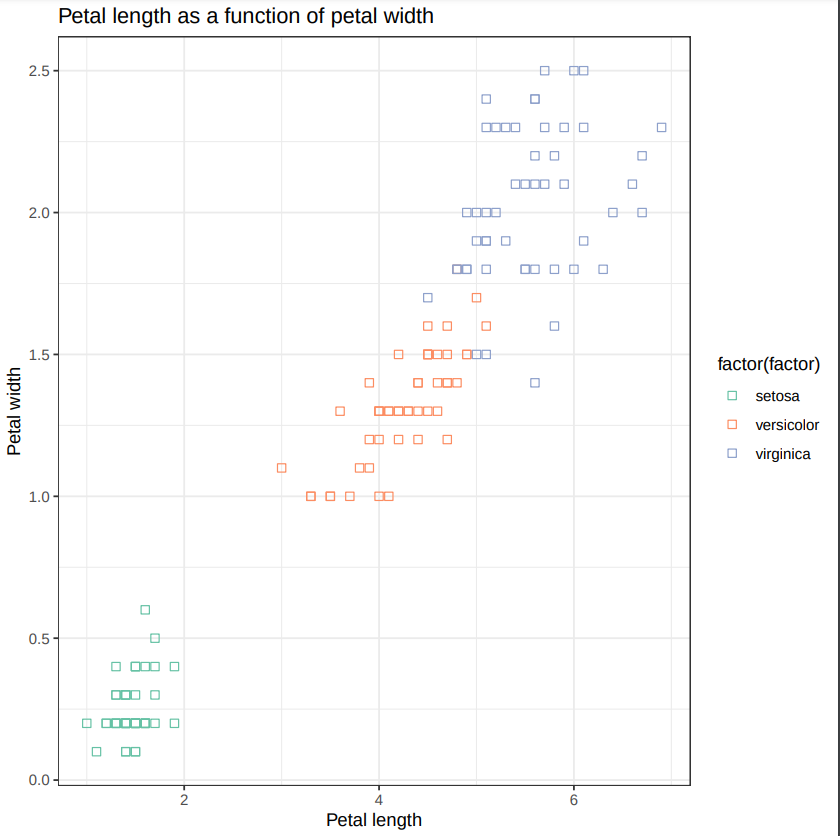 Petal length as a function of petal width
2.5
2.0
1.5
1.0
0.5
0.0
Petal width
2 4 6
Petal length
factor(factor)
setosa
versicolor
virginica